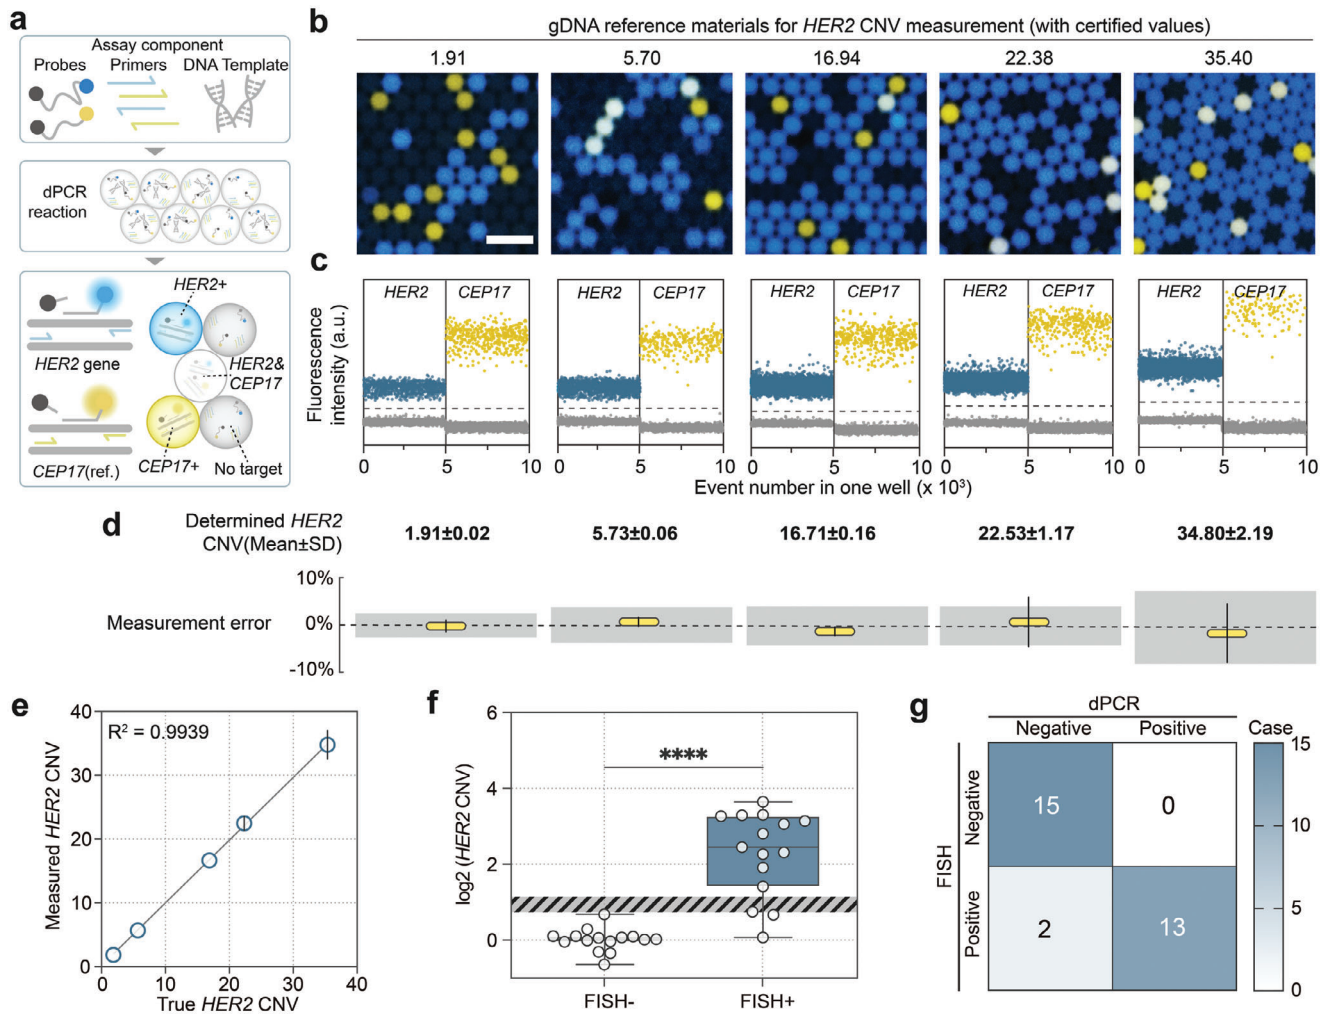 a
Assay component
Probes Primers DNA Template
dPCR
reaction
HER2+
HER2 gene
HER2&
CEP17
CEP17(ref.)
CEP17+
No target
b
gDNA reference materials for HER2 CNV measurement (with certified values)
1.91 5.70 16.94 22.38 35.40
c
Fluorescence
intensity (a.u.)
HER2 CEP17 HER2 CEP17 HER2 CEP17 HER2 CEP17 HER2 CEP17
0 5 10 0 5 10 0 5 10 0 5 10 0 5 10
Event number in one well (x 10³)
d
Determined HER2
CNV(Mean±SD)
1.91±0.02 5.73±0.06 16.71±0.16 22.53±1.17 34.80±2.19
Measurement error
10%
0%
-10%
e
R² = 0.9939
Measured HER2 CNV
40
30
20
10
0
0 10 20 30 40
True HER2 CNV
f
log2 (HER2 CNV)
6
4
2
0
****
FISH- FISH+
g
dPCR
Negative Positive
FISH
Negative
Positive
15 0
2 13
Case
15
10
5
0